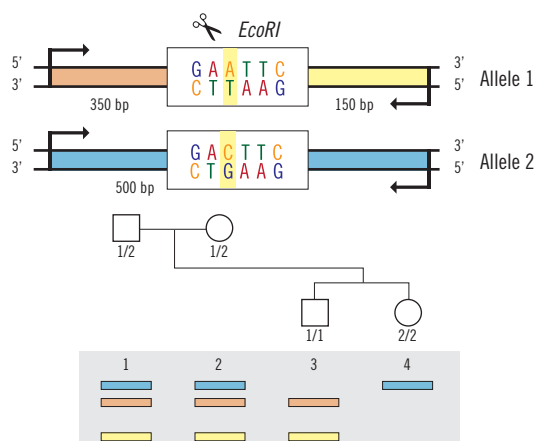 EcoRI
5' G A A T T C 3'
3' C T T A A G 5'
Allele 1
350 bp 150 bp
5' G A C T T C 3'
3' C T G A A G 5'
Allele 2
500 bp
1/2 1/2
1/1 2/2
1 2 3 4